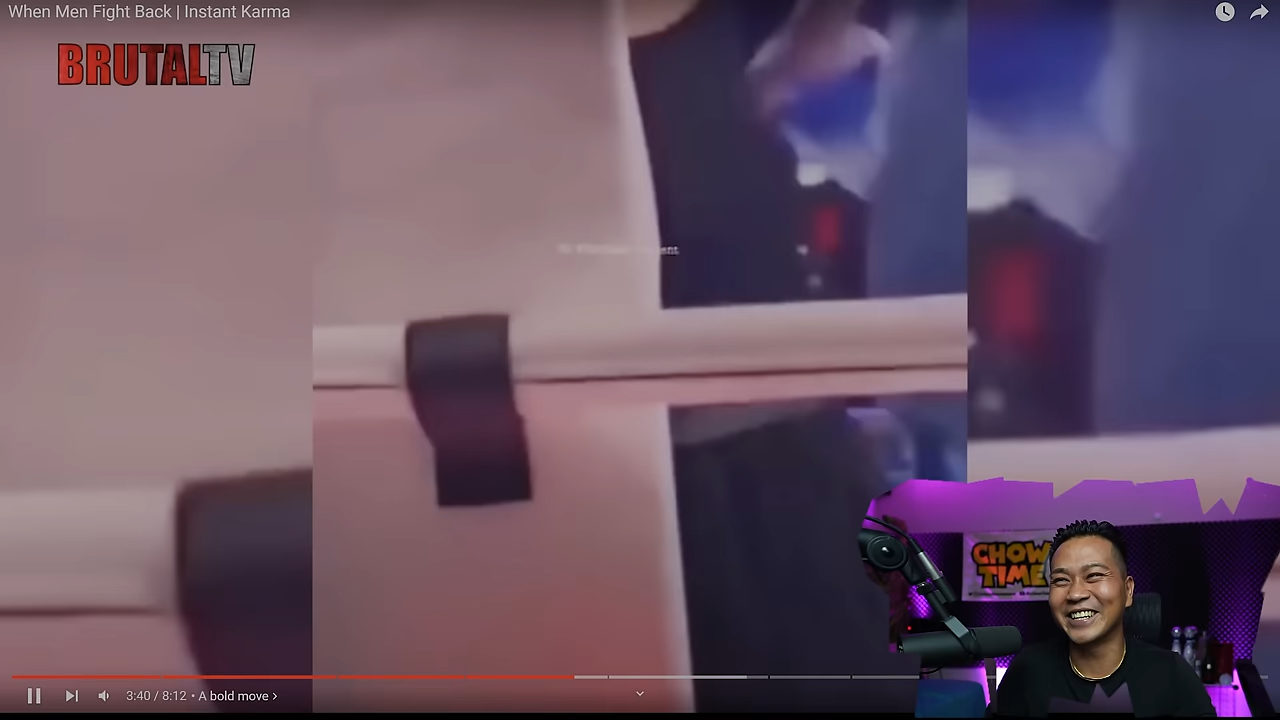 When Men Fight Back | Instant Karma
BRUTALTV
CHOW
TIME
3:40 / 8:12 • A bold move ›